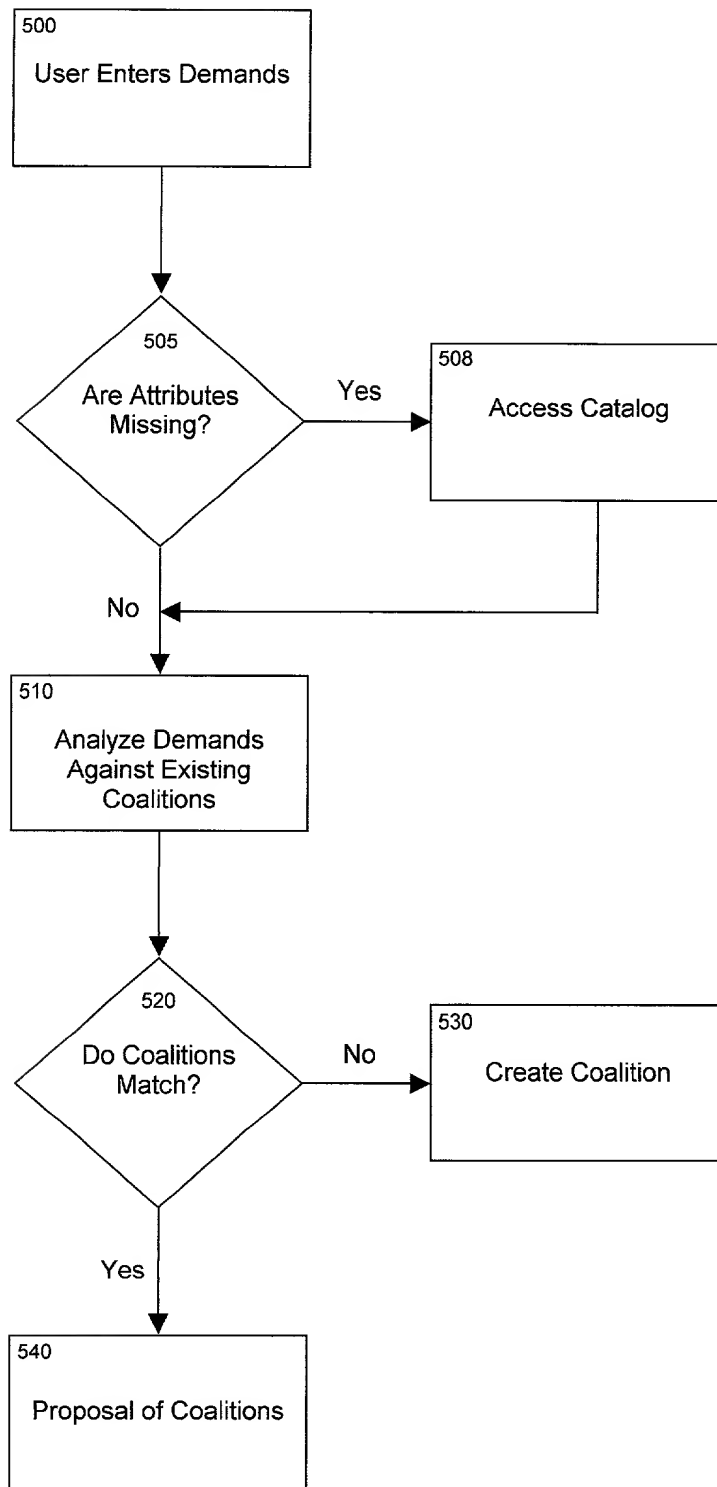 500
User Enters Demands
505
Are Attributes
Missing?
Yes
508
Access Catalog
No
510
Analyze Demands
Against Existing
Coalitions
520
Do Coalitions
Match?
No
530
Create Coalition
Yes
540
Proposal of Coalitions